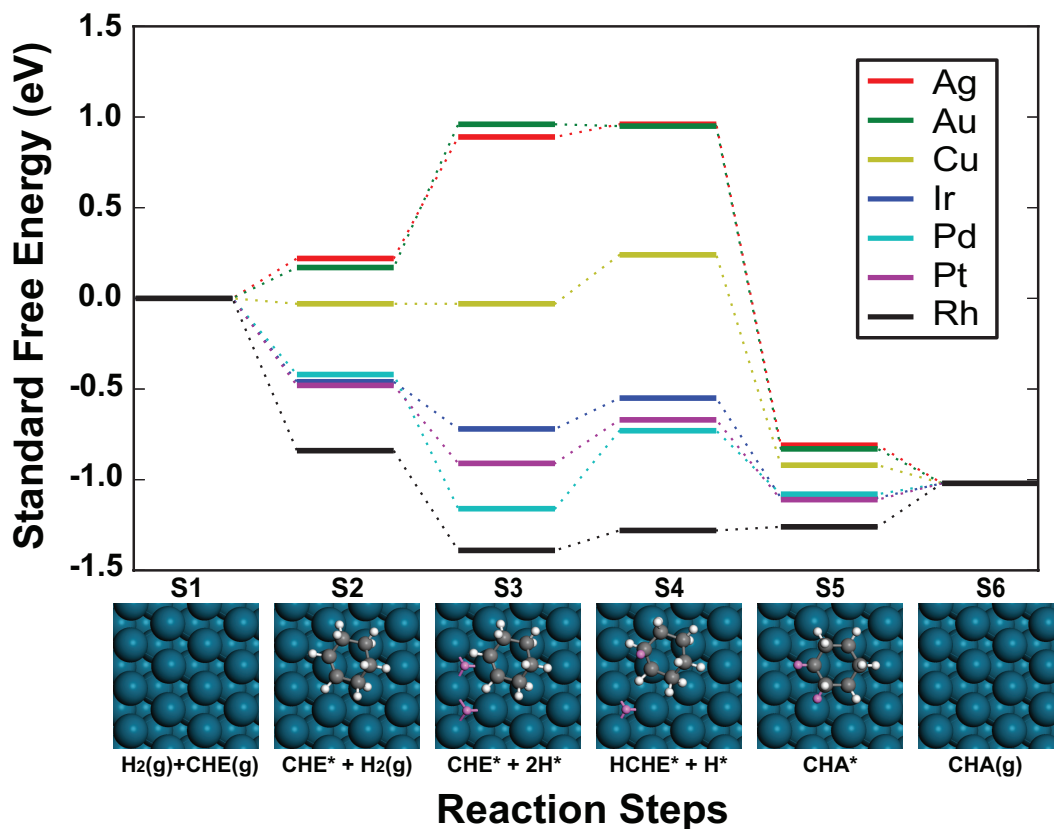 Standard Free Energy (eV)
1.5
1.0
0.5
0.0
-0.5
-1.0
-1.5
Ag
Au
Cu
Ir
Pd
Pt
Rh
S1 S2 S3 S4 S5 S6
H2(g)+CHE(g) CHE* + H2(g) CHE* + 2H* HCHE* + H* CHA* CHA(g)
Reaction Steps